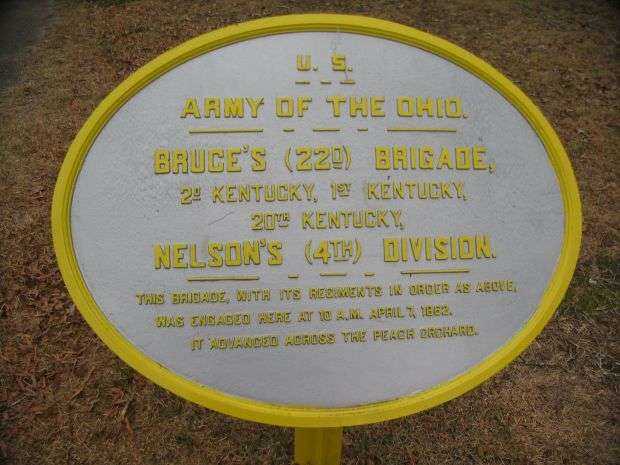 U. S.
ARMY OF THE OHIO.
BRUCE'S (22D) BRIGADE,
2D KENTUCKY, 1ST KENTUCKY,
20TH KENTUCKY,
NELSON'S (4TH) DIVISION.
THIS BRIGADE, WITH ITS REGIMENTS IN ORDER AS ABOVE,
WAS ENGAGED HERE AT 10 A.M. APRIL 7, 1862.
IT ADVANCED ACROSS THE PEACH ORCHARD.